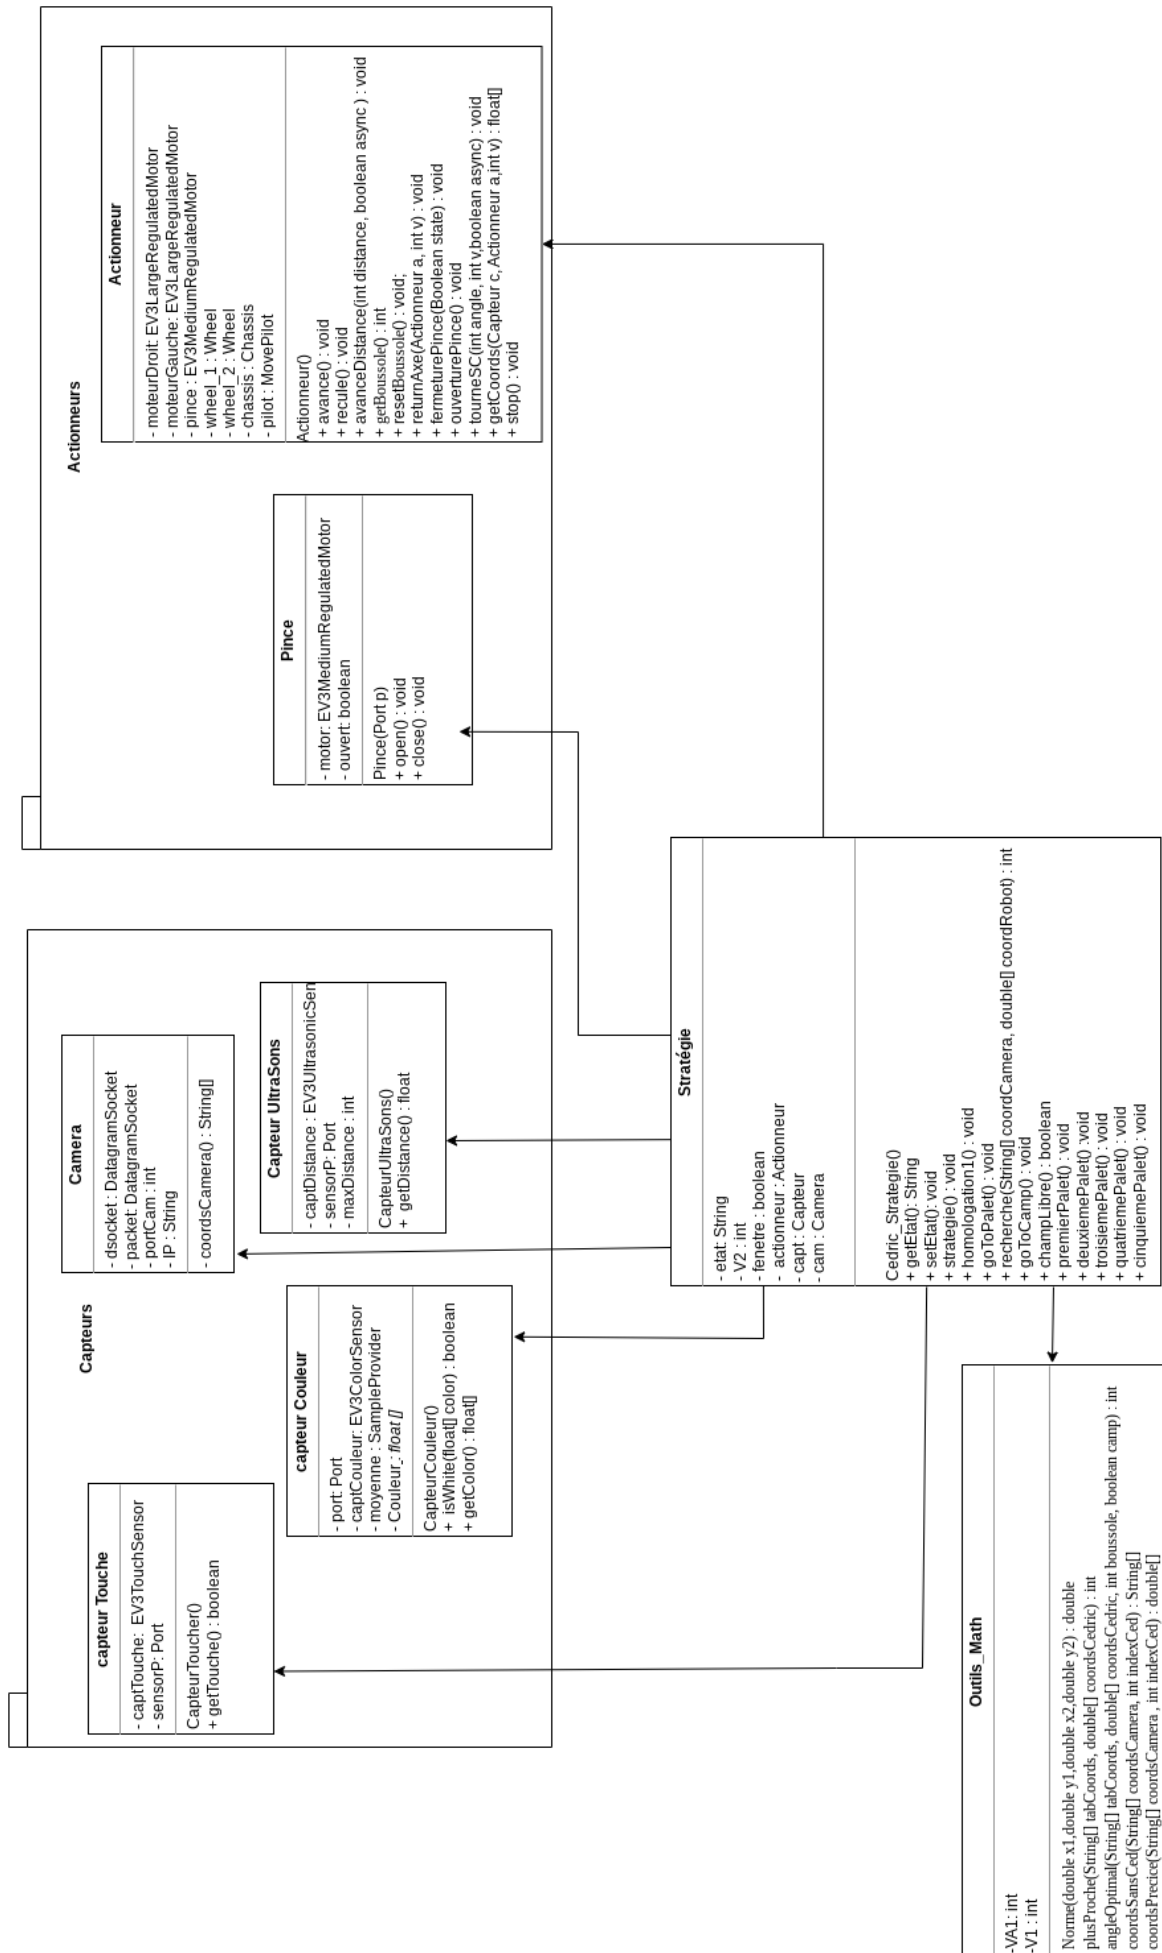 Capteurs
capteur Touche
- captTouche: EV3TouchSensor
- sensorP: Port
CapteurToucher()
+ getTouche() : boolean
Camera
- dsocket : DatagramSocket
- packet: DatagramSocket
- portCam : int
- IP : String
- coordsCamera() : String[]
capteur Couleur
- port: Port
- captCouleur: EV3ColorSensor
- moyenne : SampleProvider
- Couleur : float []
CapteurCouleur()
+ isWhite(float[] color) : boolean
+ getColor() : float[]
Capteur UltraSons
- captDistance : EV3UltrasonicSen
- sensorP: Port
- maxDistance : int
CapteurUltraSons()
+ getDistance() : float
Actionneurs
Pince
- motor: EV3MediumRegulatedMotor
- ouvert: boolean
Pince(Port p)
+ open() : void
+ close() : void
Actionneur
- moteurDroit: EV3LargeRegulatedMotor
- moteurGauche: EV3LargeRegulatedMotor
- pince : EV3MediumRegulatedMotor
- wheel_1 : Wheel
- wheel_2 : Wheel
- chassis : Chassis
- pilot : MovePilot
Actionneur()
+ avance() : void
+ recule() : void
+ avanceDistance(int distance, boolean async ) : void
+ getBoussole() : int
+ resetBoussole() : void;
+ returnAxe(Actionneur a, int v) : void
+ fermeturePince(Boolean state) : void
+ ouverturePince() : void
+ tourneSC(int angle, int v,boolean async) : void
+ getCoords(Capteur c, Actionneur a,int v) : float[]
+ stop() : void
Stratégie
- etat: String
- V2 : int
- fenetre : boolean
- actionneur : Actionneur
- capt : Capteur
- cam : Camera
Cedric_Strategie()
+ getEtat(): String
+ setEtat(): void
+ strategie() : void
+ homologation1() : void
+ goToPalet() : void
+ recherche(String[] coordCamera, double[] coordRobot) : int
+ goToCamp() : void
+ champLibre() : boolean
+ premierPalet() : void
+ deuxiemePalet() :void
+ troisiemePalet() : void
+ quatriemePalet() : void
+ cinquiemePalet() : void
Outils_Math
-VA1: int
-V1 : int
Norme(double x1,double y1,double x2,double y2) : double
plusProche(String[] tabCoords, double[] coordsCedric) : int
angleOptimal(String[] tabCoords, double[] coordsCedric, int boussole, boolean camp) : int
coordsSansCed(String[] coordsCamera, int indexCed) : String[]
coordsPrecice(String[] coordsCamera , int indexCed) : double[]